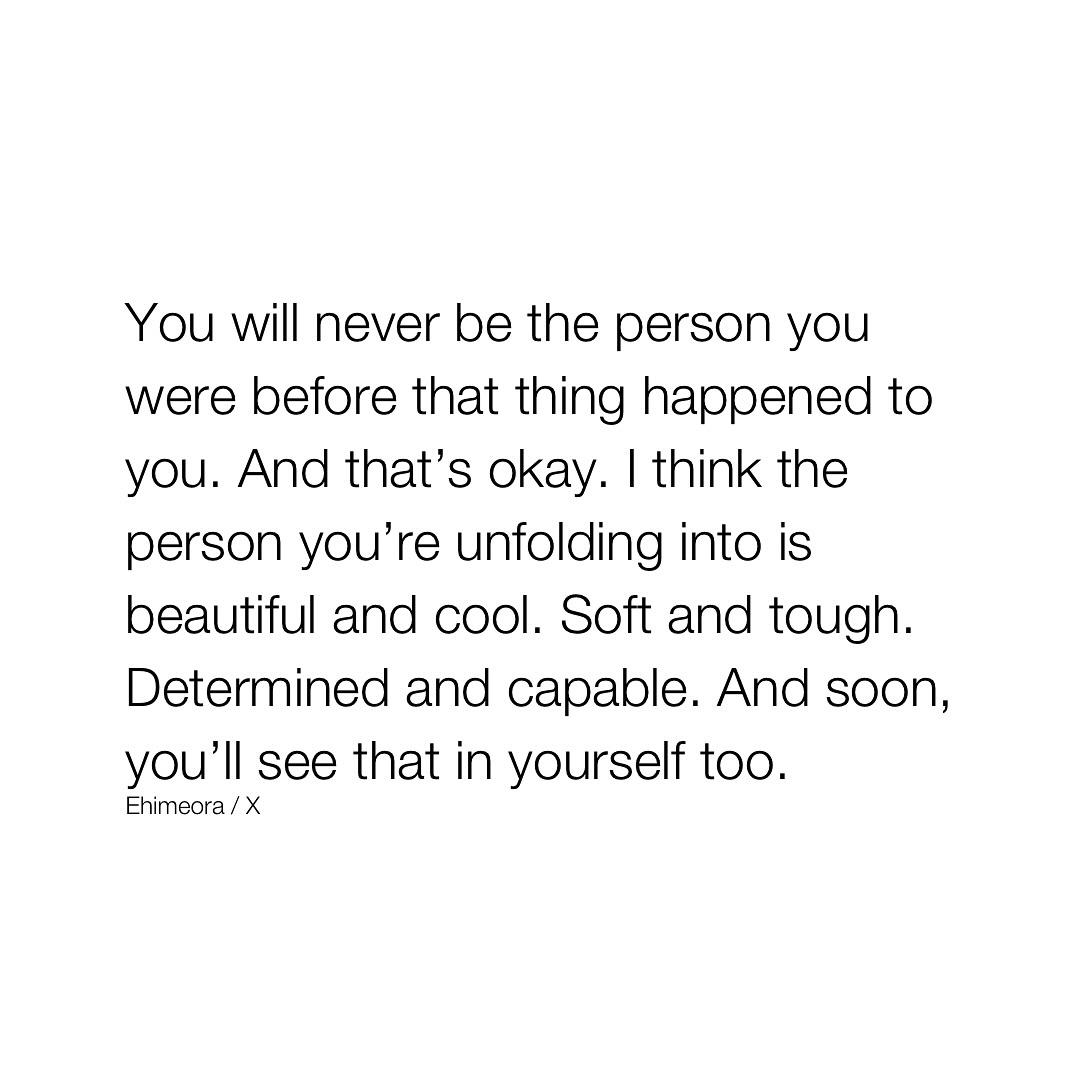 You will never be the person you
were before that thing happened to
you. And that’s okay. I think the
person you’re unfolding into is
beautiful and cool. Soft and tough.
Determined and capable. And soon,
you’ll see that in yourself too.
Ehimeora / X